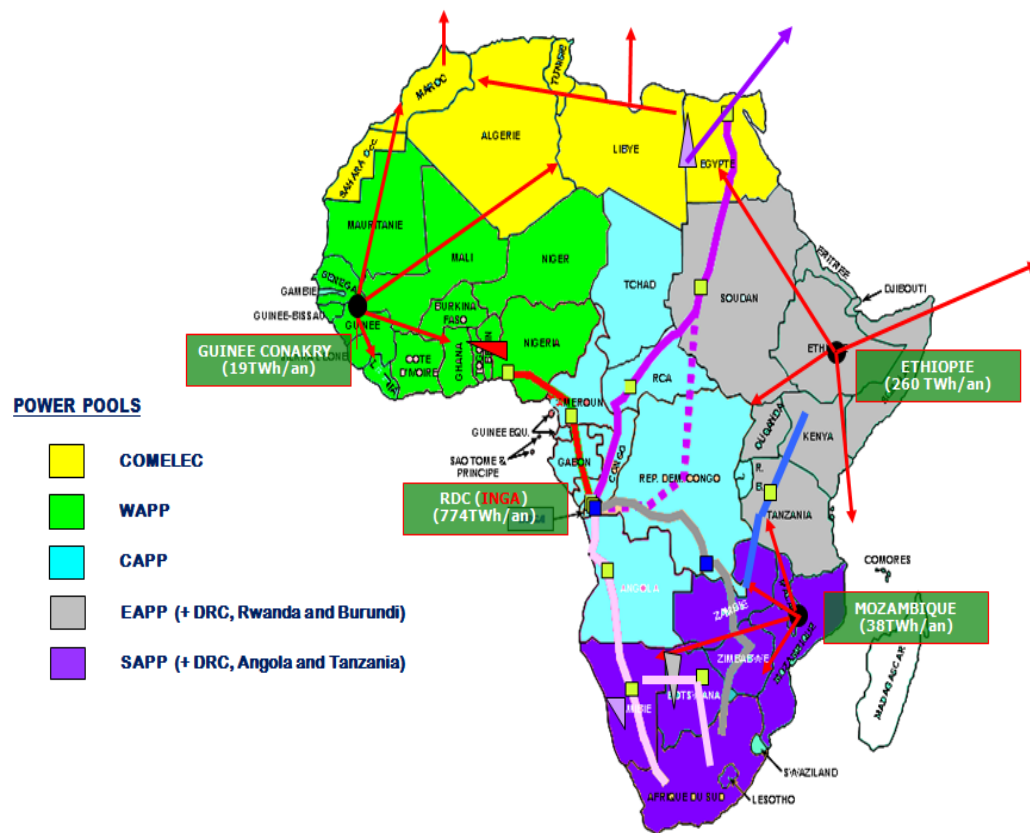 MAROC
TUNISIE
ALGERIE
LIBYE
EGYPTE
SAHARA OCC
MAURITANIE
MALI
NIGER
TCHAD
SOUDAN
ERITREE
DJIBOUTI
SENEGAL
GAMBIE
GUINEE-BISSAU
GUINEE
BURKINA
FASO
COTE
D'IVOIRE
GHANA
NIGERIA
GUINEE CONAKRY
(19TWh/an)
ETHIOPIE
(260 TWh/an)
RCA
GUINEE EQU.
SAO TOME &
PRINCIPE
GABON
CONGO
REP. DEM. CONGO
OUGANDA
KENYA
R.
B.
TANZANIA
RDC (INGA)
(774TWh/an)
POWER POOLS
COMELEC
WAPP
CAPP
EAPP (+ DRC, Rwanda and Burundi)
SAPP (+ DRC, Angola and Tanzania)
ANGOLA
ZAMBIE
COMORES
MOZAMBIQUE
(38TWh/an)
ZIMBABWE
MADAGASCAR
SWAZILAND
LESOTHO
AFRIQUE DU SUD